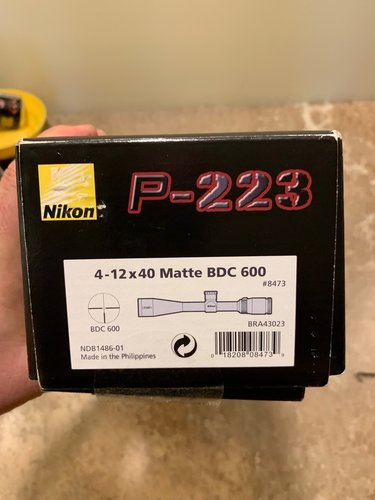 Nikon
P-223
4-12x40 Matte BDC 600
#8473
BDC 600
BRA43023
NDB1486-01
Made in the Philippines
0 18208 08473 9